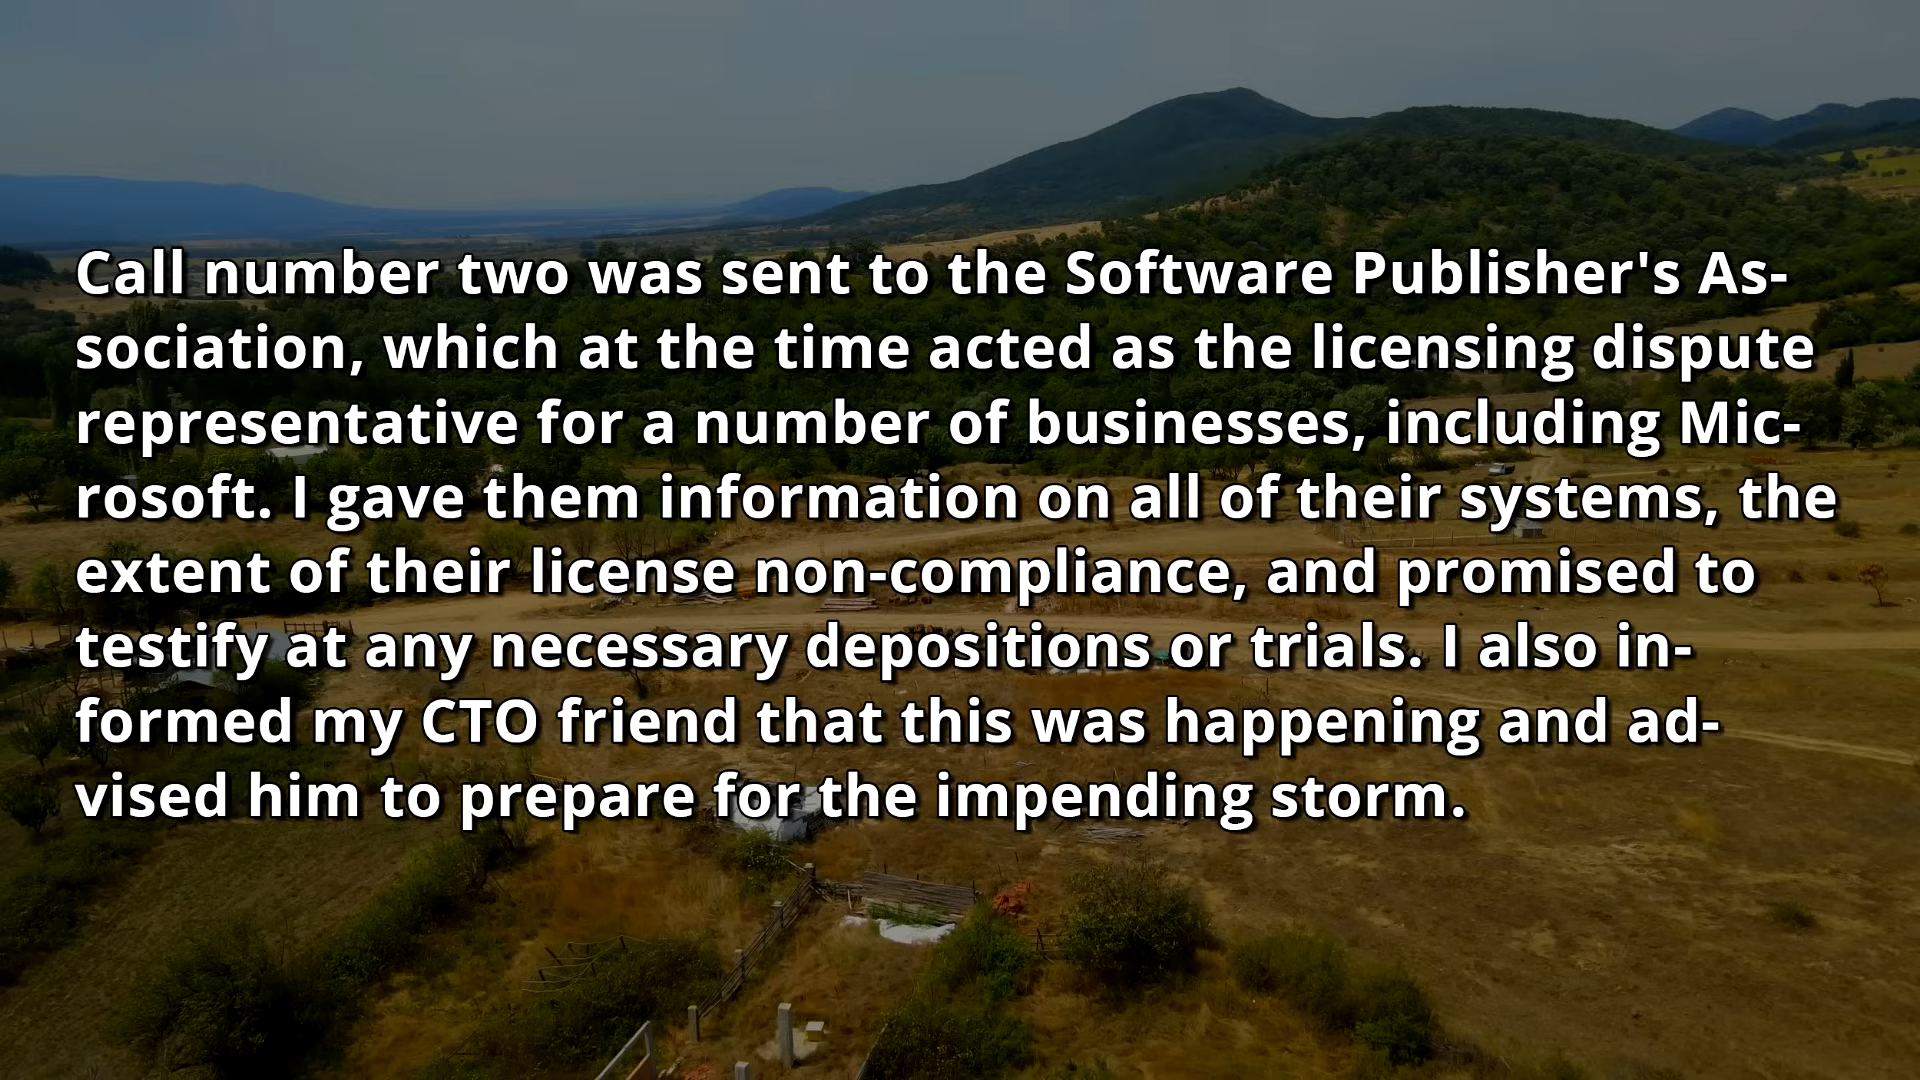 Call number two was sent to the Software Publisher's As-
sociation, which at the time acted as the licensing dispute
representative for a number of businesses, including Mic-
rosoft. I gave them information on all of their systems, the
extent of their license non-compliance, and promised to
testify at any necessary depositions or trials. I also in-
formed my CTO friend that this was happening and ad-
vised him to prepare for the impending storm.